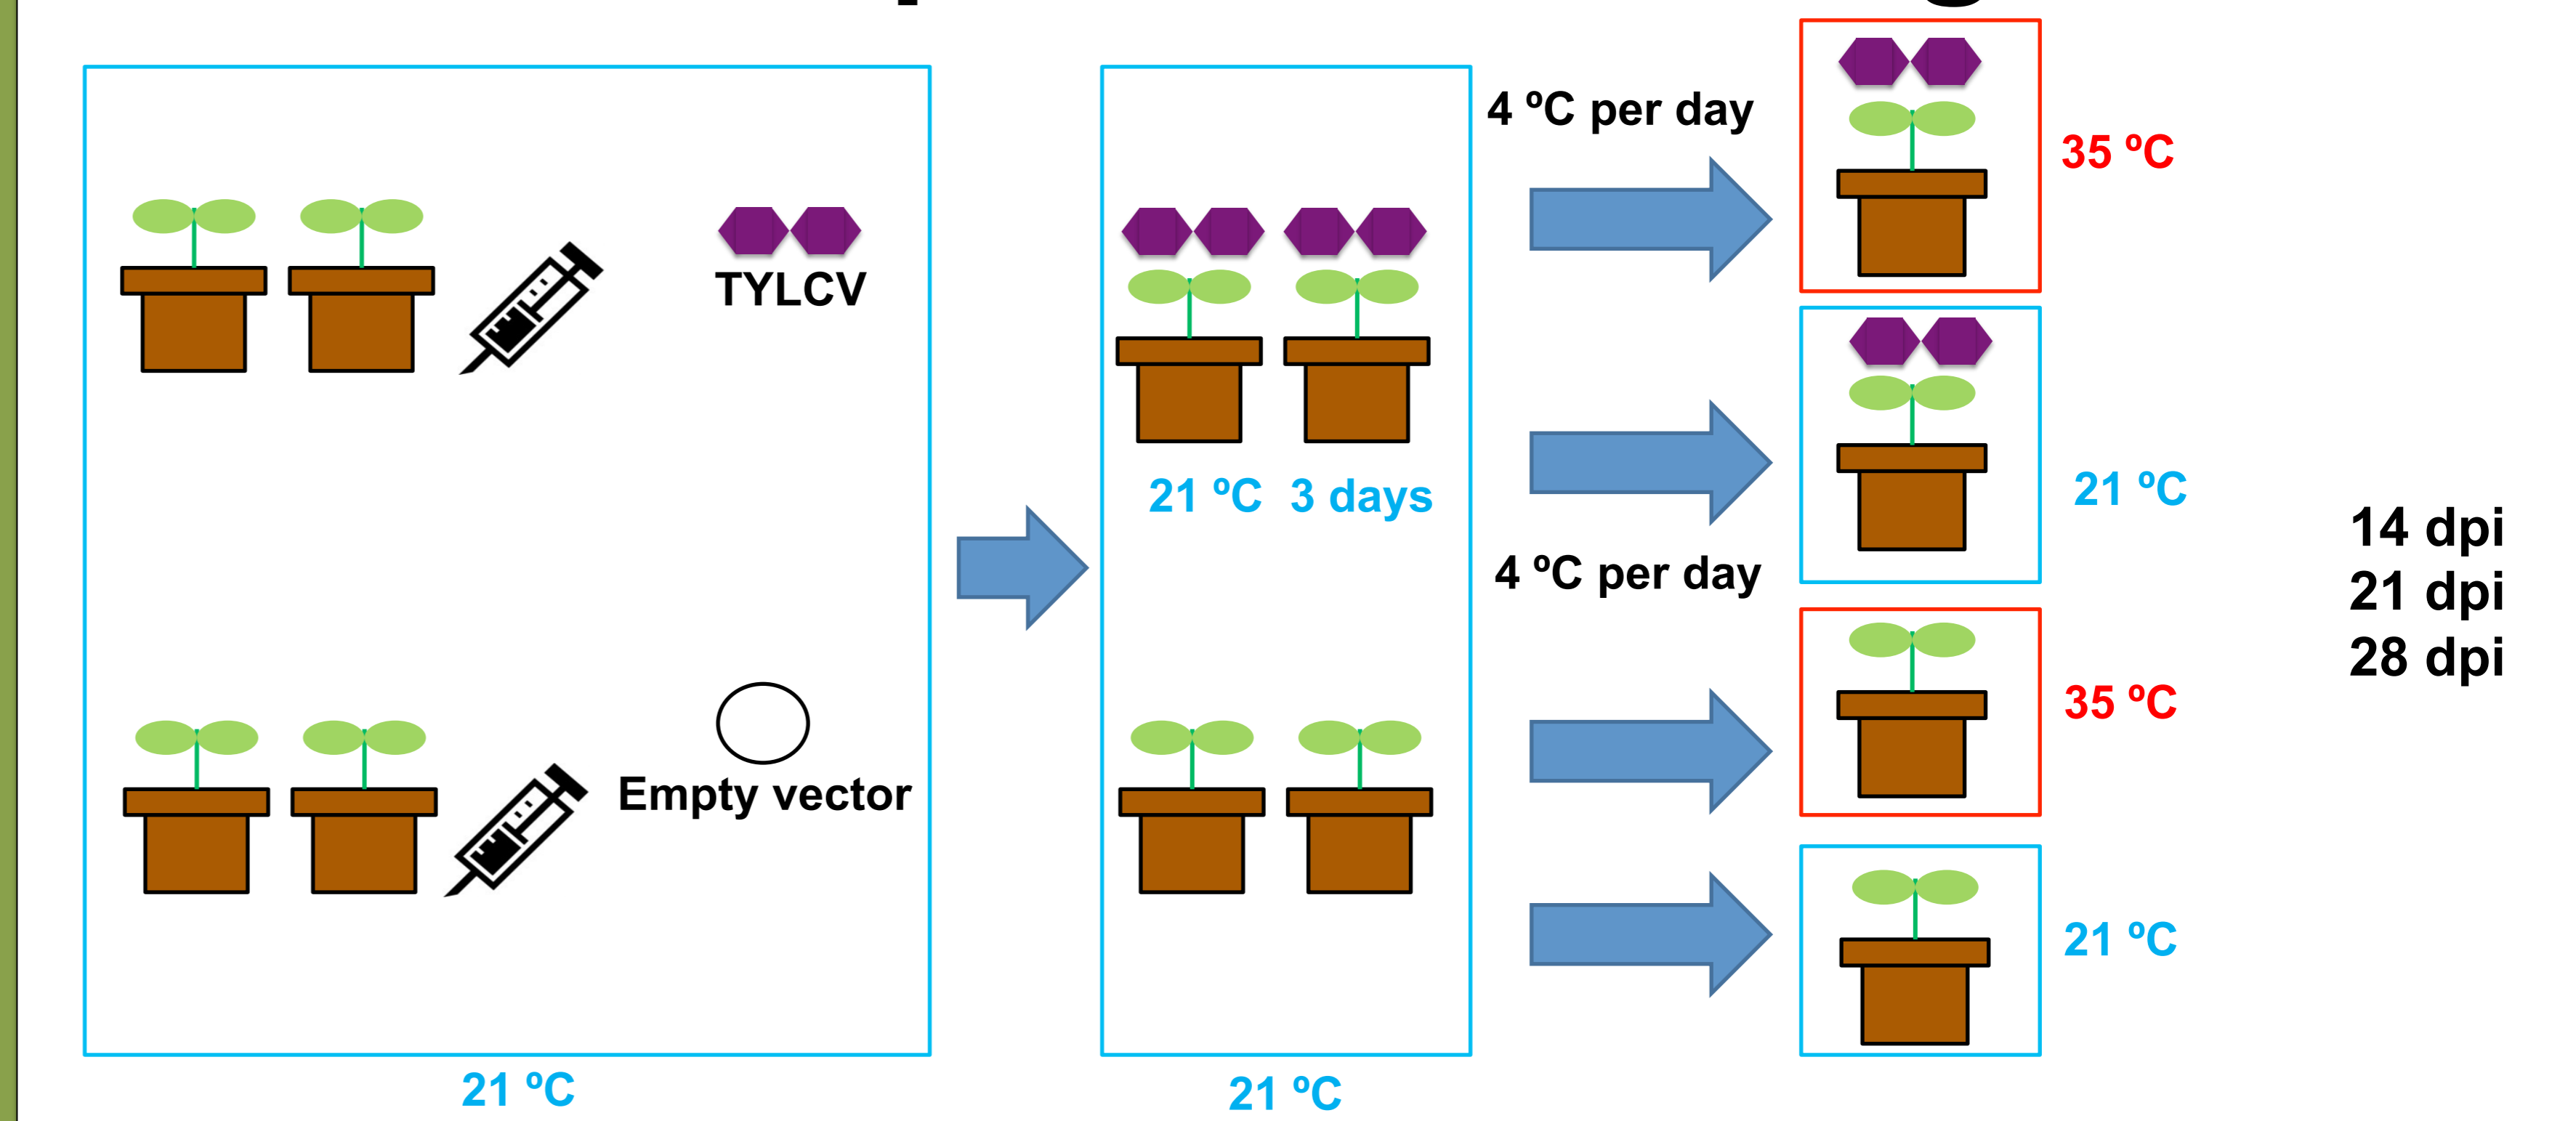 TYLCV
Empty vector
21 ºC
21 ºC 3 days
21 ºC
4 ºC per day
4 ºC per day
35 ºC
21 ºC
35 ºC
21 ºC
14 dpi
21 dpi
28 dpi